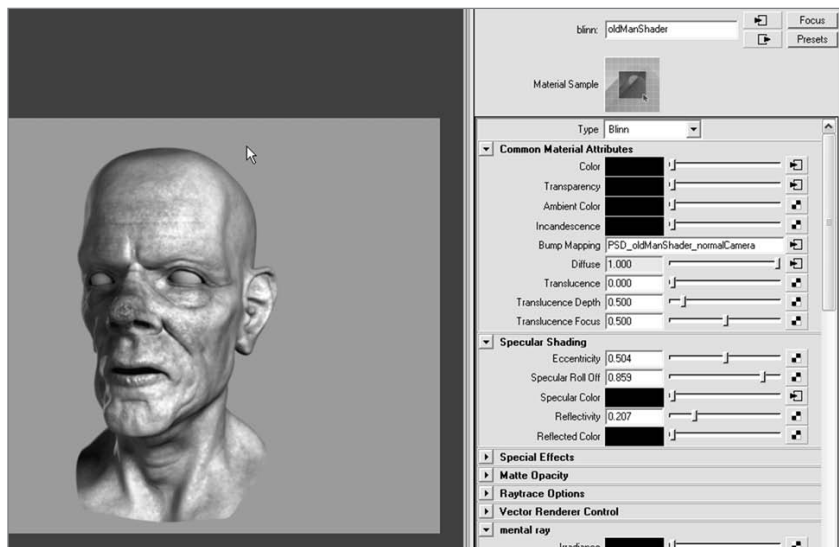 blinn: oldManShader
Focus
Presets
Material Sample
Type Blinn
Common Material Attributes
Color
Transparency
Ambient Color
Incandescence
Bump Mapping PSD_oldManShader_normalCamera
Diffuse 1.000
Translucence 0.000
Translucence Depth 0.500
Translucence Focus 0.500
Specular Shading
Eccentricity 0.504
Specular Roll Off 0.859
Specular Color
Reflectivity 0.207
Reflected Color
Special Effects
Matte Opacity
Raytrace Options
Vector Renderer Control
mental ray